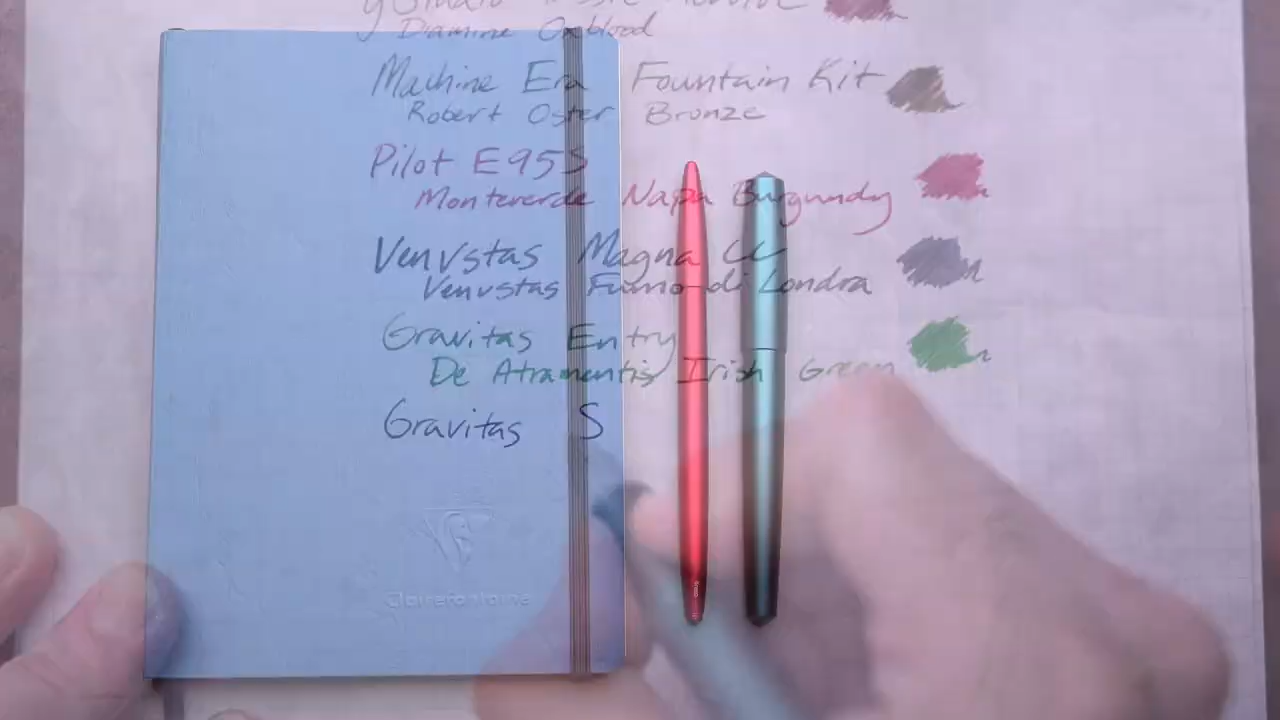 Diamine Oxblood
Machine Era Fountain Kit
Robert Oster Bronze
Pilot E95S
Monteverde Napa Burgundy
Venvstas Magna CC
Venvstas Fumo di Londra
Gravitas Entry
De Atramentis Irish Green
Gravitas S
Clairefontaine